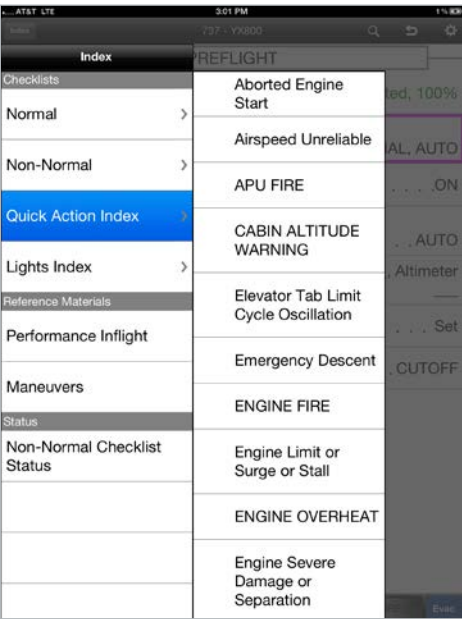 AT&T LTE
3:01 PM
1%
Index
737 - YX800
Index
PREFLIGHT
Checklists
Normal
Non-Normal
Quick Action Index
Lights Index
Reference Materials
Performance Inflight
Maneuvers
Status
Non-Normal Checklist
Status
Aborted Engine
Start
Airspeed Unreliable
APU FIRE
CABIN ALTITUDE
WARNING
Elevator Tab Limit
Cycle Oscillation
Emergency Descent
ENGINE FIRE
Engine Limit or
Surge or Stall
ENGINE OVERHEAT
Engine Severe
Damage or
Separation
ted, 100%
AL, AUTO
. . . .ON
. . AUTO
, Altimeter
. . . Set
. CUTOFF
Evac